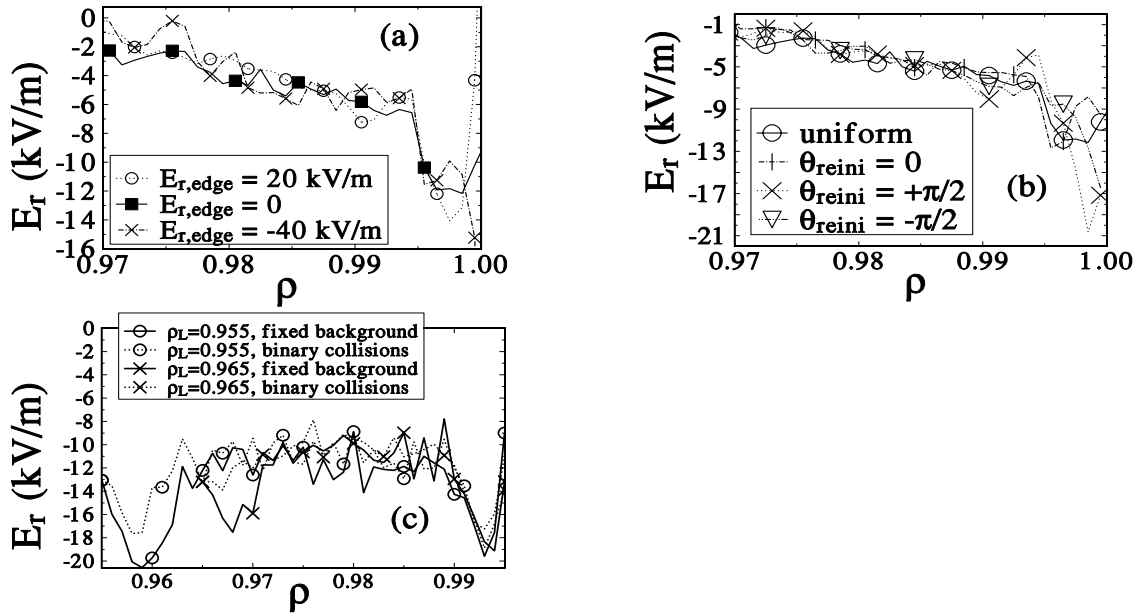 (a)
E_r (kV/m)
0
-2
-4
-6
-8
-10
-12
-14
-16
E_r,edge = 20 kV/m
E_r,edge = 0
E_r,edge = -40 kV/m
0.97 0.98 0.99 1.00
ρ
(b)
E_r (kV/m)
-1
-5
-9
-13
-17
-21
uniform
θ_reini = 0
θ_reini = +π/2
θ_reini = -π/2
0.97 0.98 0.99 1.00
ρ
(c)
E_r (kV/m)
0
-2
-4
-6
-8
-10
-12
-14
-16
-18
-20
ρ_L=0.955, fixed background
ρ_L=0.955, binary collisions
ρ_L=0.965, fixed background
ρ_L=0.965, binary collisions
0.96 0.97 0.98 0.99
ρ